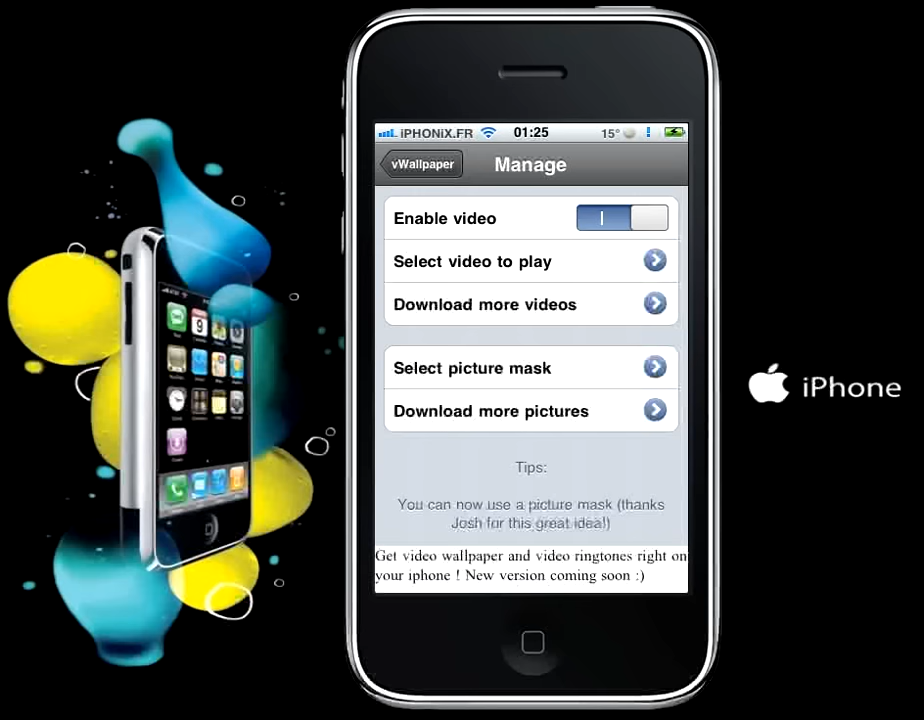 iPHONiX.FR 01:25 15°
vWallpaper Manage
Enable video
Select video to play
Download more videos
Select picture mask
Download more pictures
Tips:
You can now use a picture mask (thanks
Josh for this great idea!)
Get video wallpaper and video ringtones right on
your iphone ! New version coming soon :)
9
iPhone